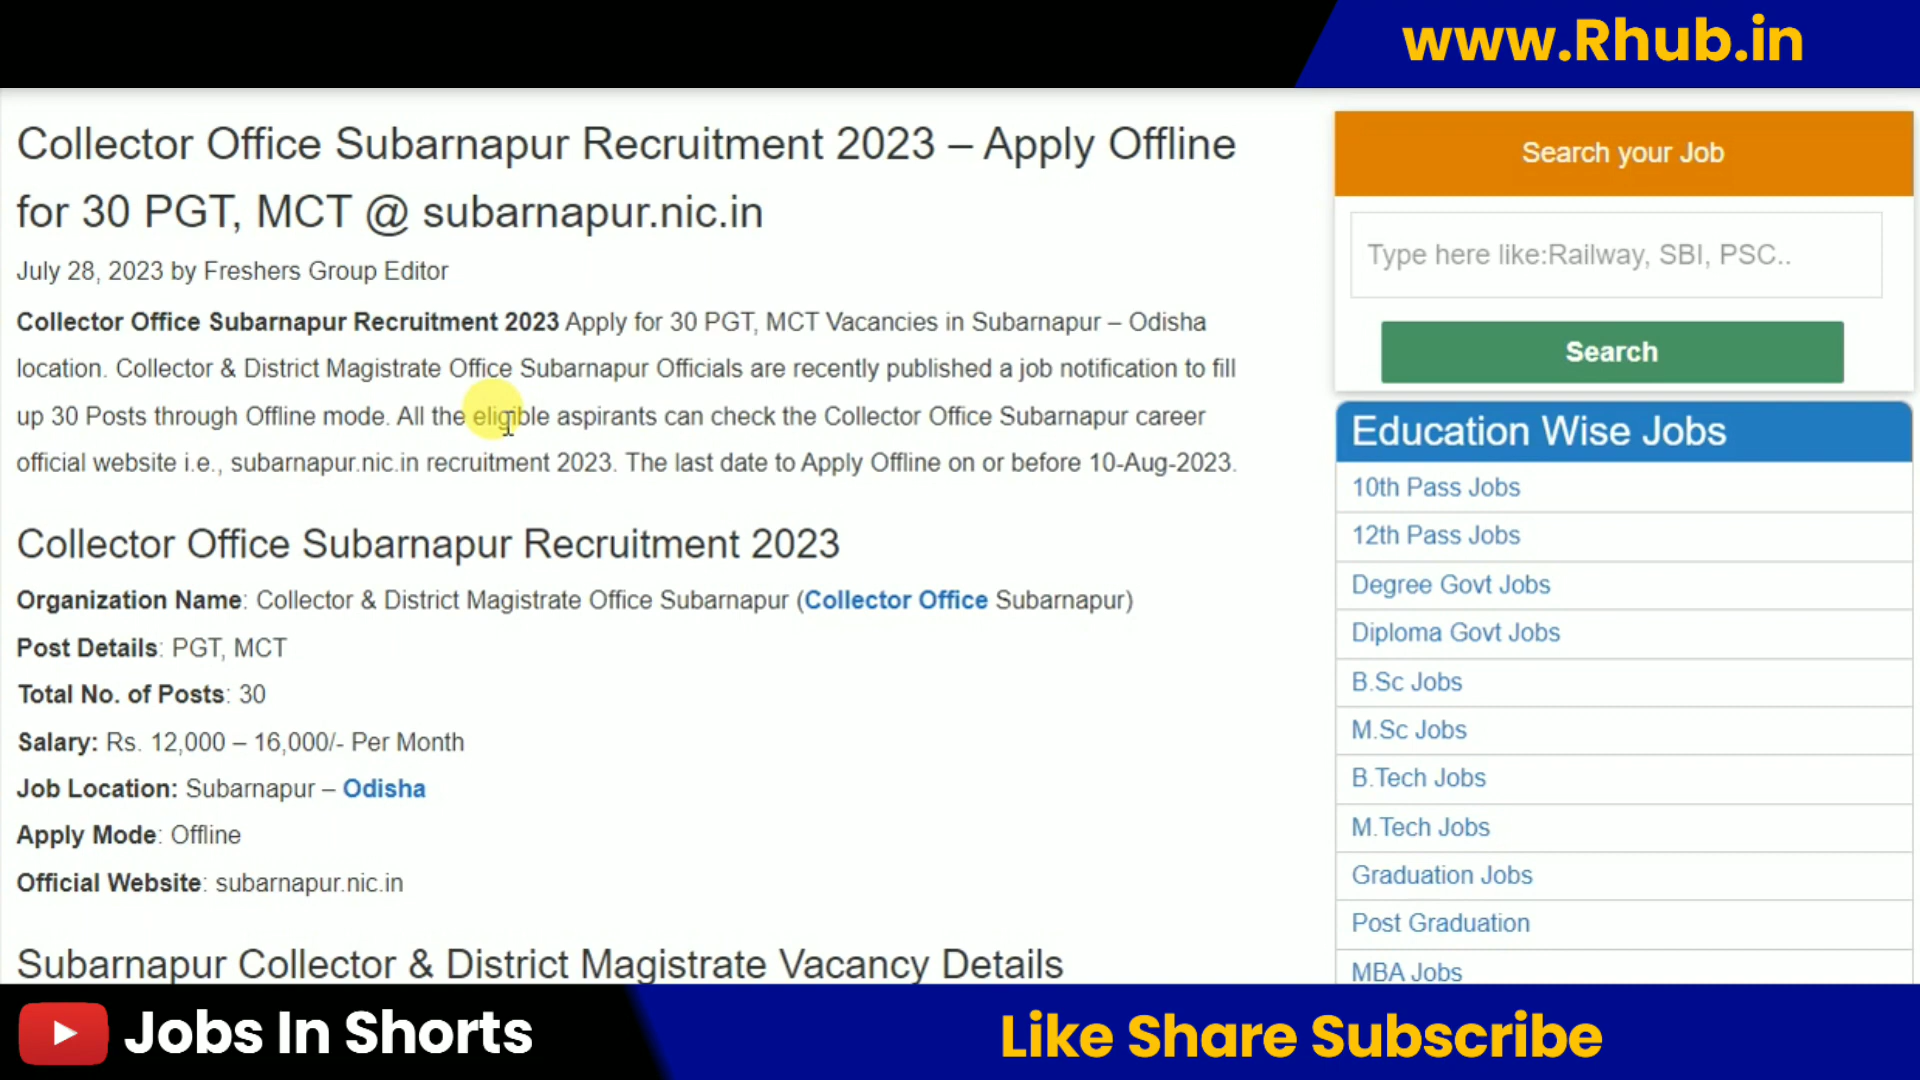 www.Rhub.in
Collector Office Subarnapur Recruitment 2023 – Apply Offline
for 30 PGT, MCT @ subarnapur.nic.in
July 28, 2023 by Freshers Group Editor
Collector Office Subarnapur Recruitment 2023 Apply for 30 PGT, MCT Vacancies in Subarnapur – Odisha
location. Collector & District Magistrate Office Subarnapur Officials are recently published a job notification to fill
up 30 Posts through Offline mode. All the eligible aspirants can check the Collector Office Subarnapur career
official website i.e., subarnapur.nic.in recruitment 2023. The last date to Apply Offline on or before 10-Aug-2023.
Collector Office Subarnapur Recruitment 2023
Organization Name: Collector & District Magistrate Office Subarnapur (Collector Office Subarnapur)
Post Details: PGT, MCT
Total No. of Posts: 30
Salary: Rs. 12,000 – 16,000/- Per Month
Job Location: Subarnapur – Odisha
Apply Mode: Offline
Official Website: subarnapur.nic.in
Subarnapur Collector & District Magistrate Vacancy Details
Search your Job
Type here like:Railway, SBI, PSC..
Search
Education Wise Jobs
10th Pass Jobs
12th Pass Jobs
Degree Govt Jobs
Diploma Govt Jobs
B.Sc Jobs
M.Sc Jobs
B.Tech Jobs
M.Tech Jobs
Graduation Jobs
Post Graduation
MBA Jobs
Jobs In Shorts
Like Share Subscribe